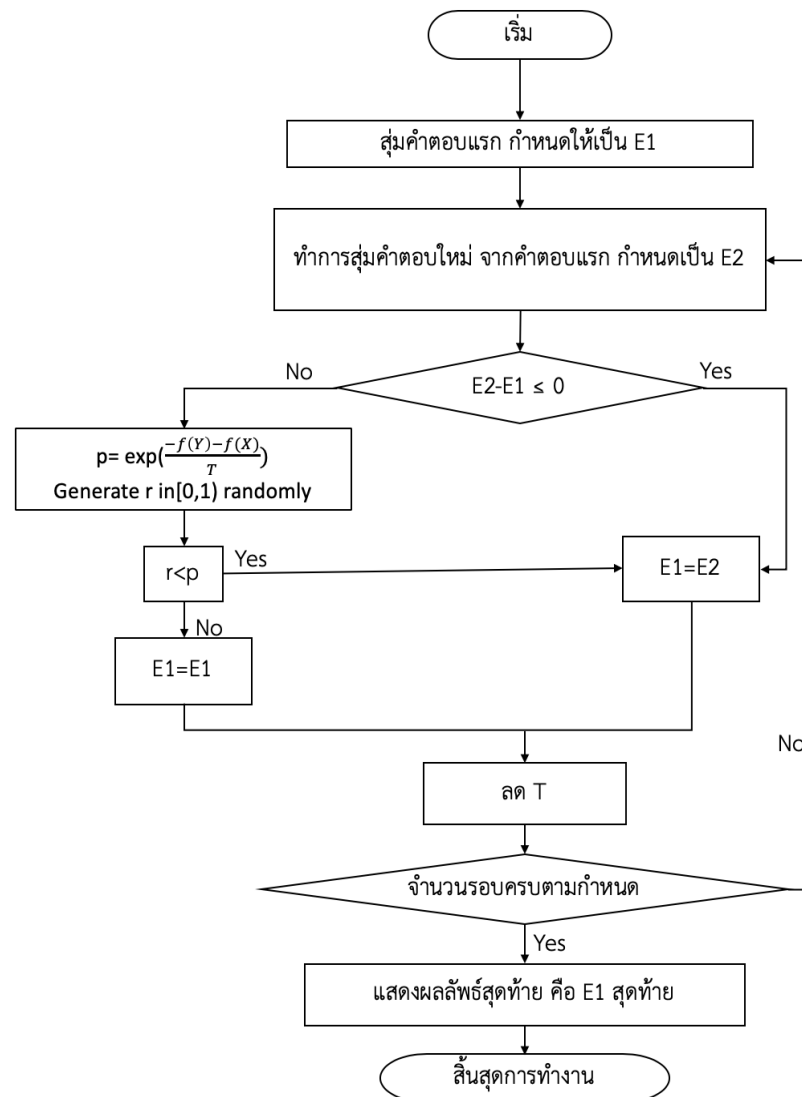 เริ่ม
สุ่มคำตอบแรก กำหนดให้เป็น E1
ทำการสุ่มคำตอบใหม่ จากคำตอบแรก กำหนดเป็น E2
E2-E1 ≤ 0
No
Yes
p= exp(\frac{-f(Y)-f(X)}{T})
Generate r in[0,1) randomly
r<p
Yes
E1=E2
No
E1=E1
No
ลด T
จำนวนรอบครบตามกำหนด
Yes
แสดงผลลัพธ์สุดท้าย คือ E1 สุดท้าย
สิ้นสุดการทำงาน